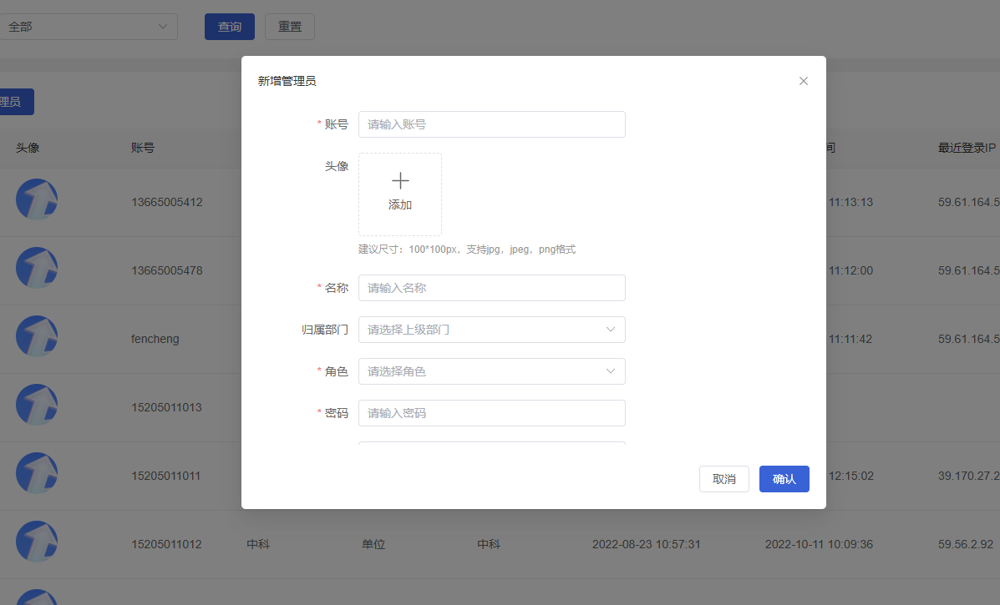 全部
查询 重置
新增管理员
理员
* 账号 请输入账号
头像 账号 间 最近登录IP
头像
添加
13665005412 11:13:13 59.61.164.5
建议尺寸：100*100px，支持jpg，jpeg，png格式
13665005478 11:12:00 59.61.164.5
* 名称 请输入名称
归属部门 请选择上级部门
fencheng 11:11:42 59.61.164.5
* 角色 请选择角色
15205011013
* 密码 请输入密码
15205011011 12:15:02 39.170.27.2
取消 确认
15205011012 中科 单位 中科 2022-08-23 10:57:31 2022-10-11 10:09:36 59.56.2.92